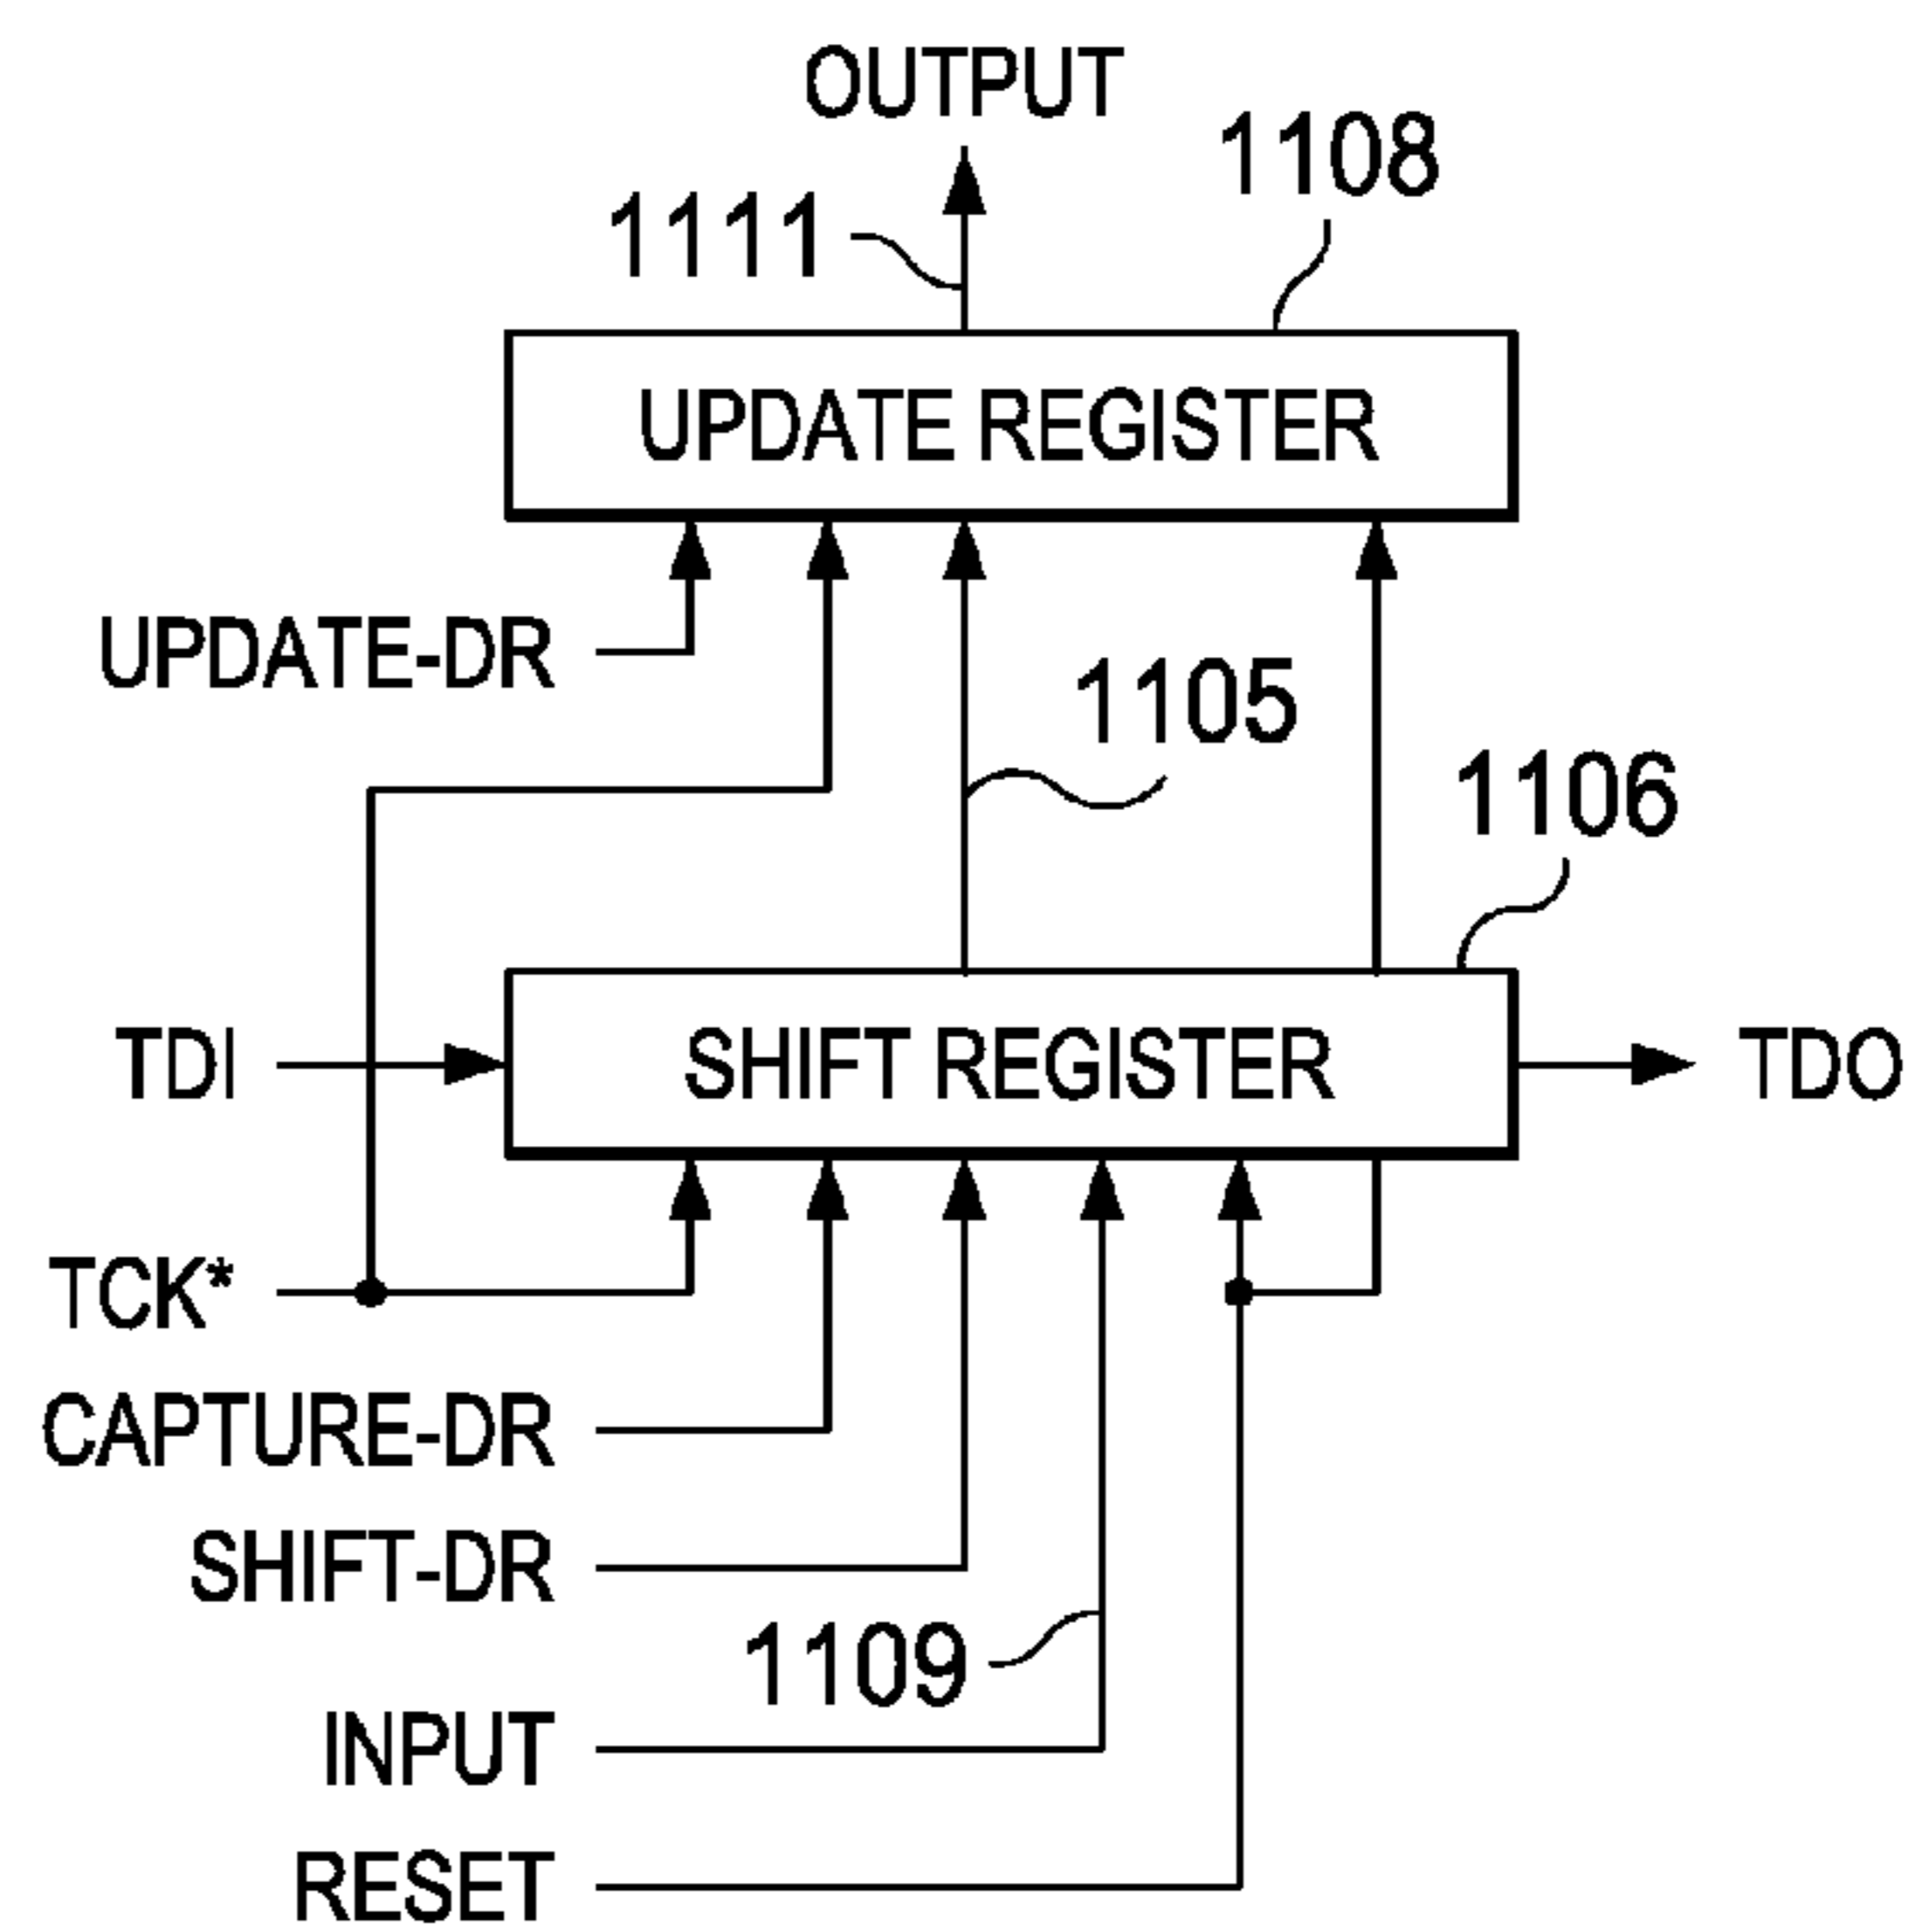 OUTPUT
1108
1111
UPDATE REGISTER
UPDATE-DR
1105
1106
TDI
SHIFT REGISTER
TDO
TCK*
CAPTURE-DR
SHIFT-DR
1109
INPUT
RESET